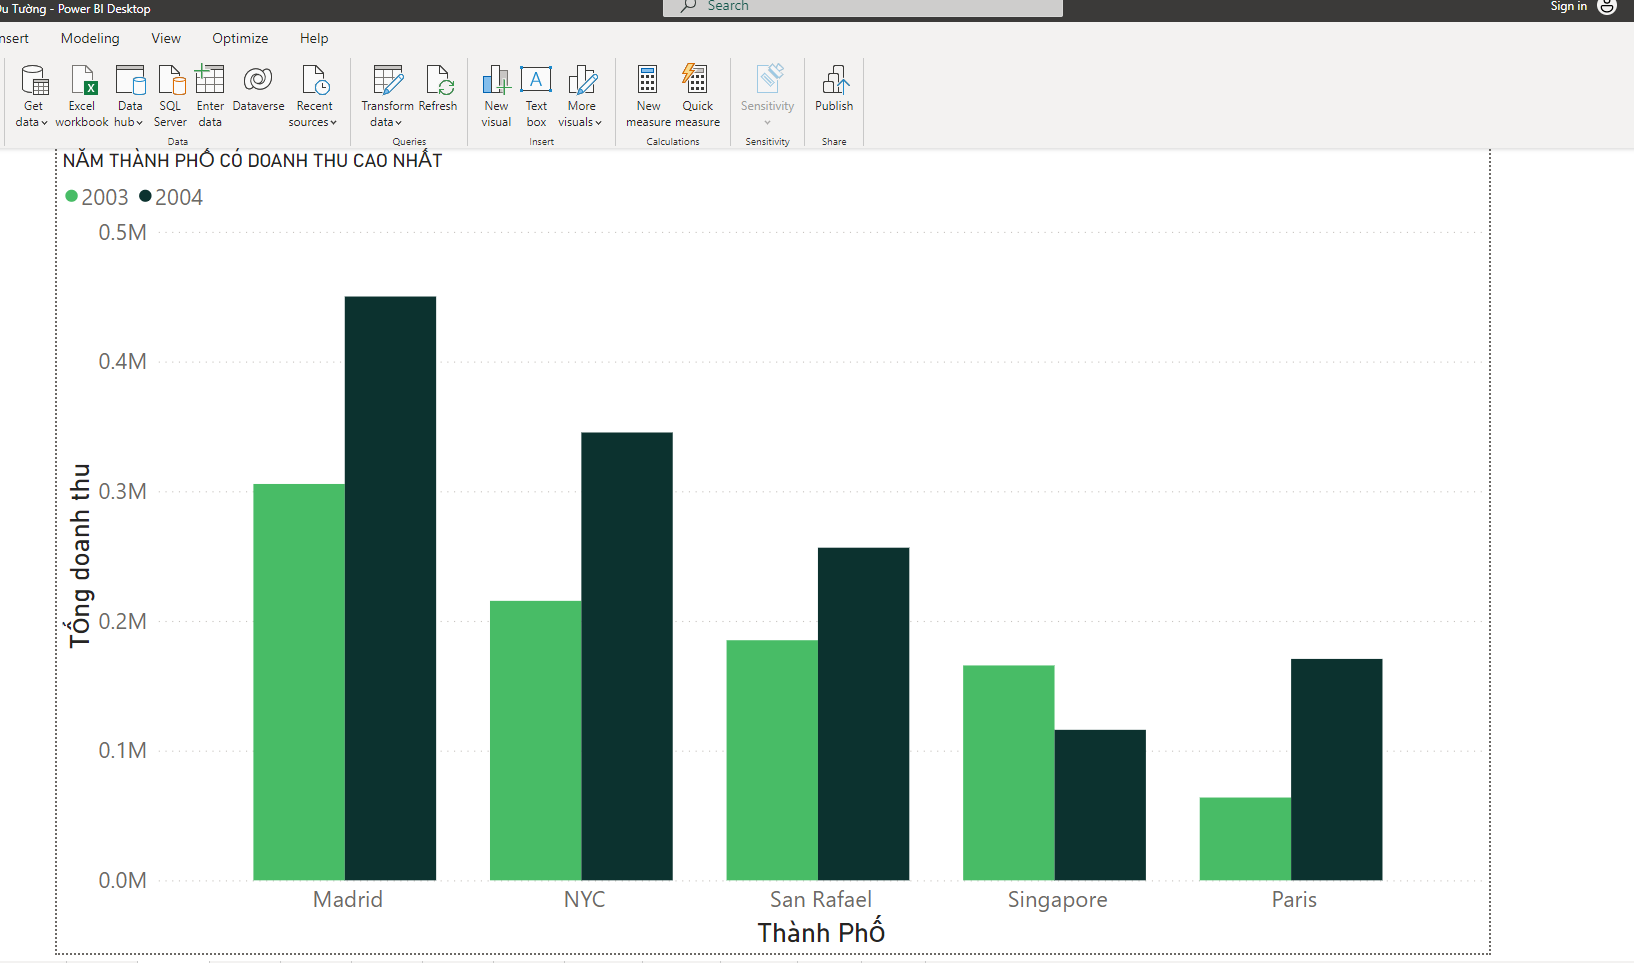 u Tường - Power BI Desktop
Search
Sign in
nsert Modeling View Optimize Help
Get data
Excel workbook
Data hub
SQL Server
Enter data
Dataverse
Recent sources
Data
Transform data
Refresh
Queries
New visual
Text box
More visuals
Insert
New measure
Quick measure
Calculations
Sensitivity
Sensitivity
Publish
Share
NĂM THÀNH PHỐ CÓ DOANH THU CAO NHẤT
2003 2004
0.5M
0.4M
0.3M
0.2M
0.1M
0.0M
Tổng doanh thu
Madrid NYC San Rafael Singapore Paris
Thành Phố